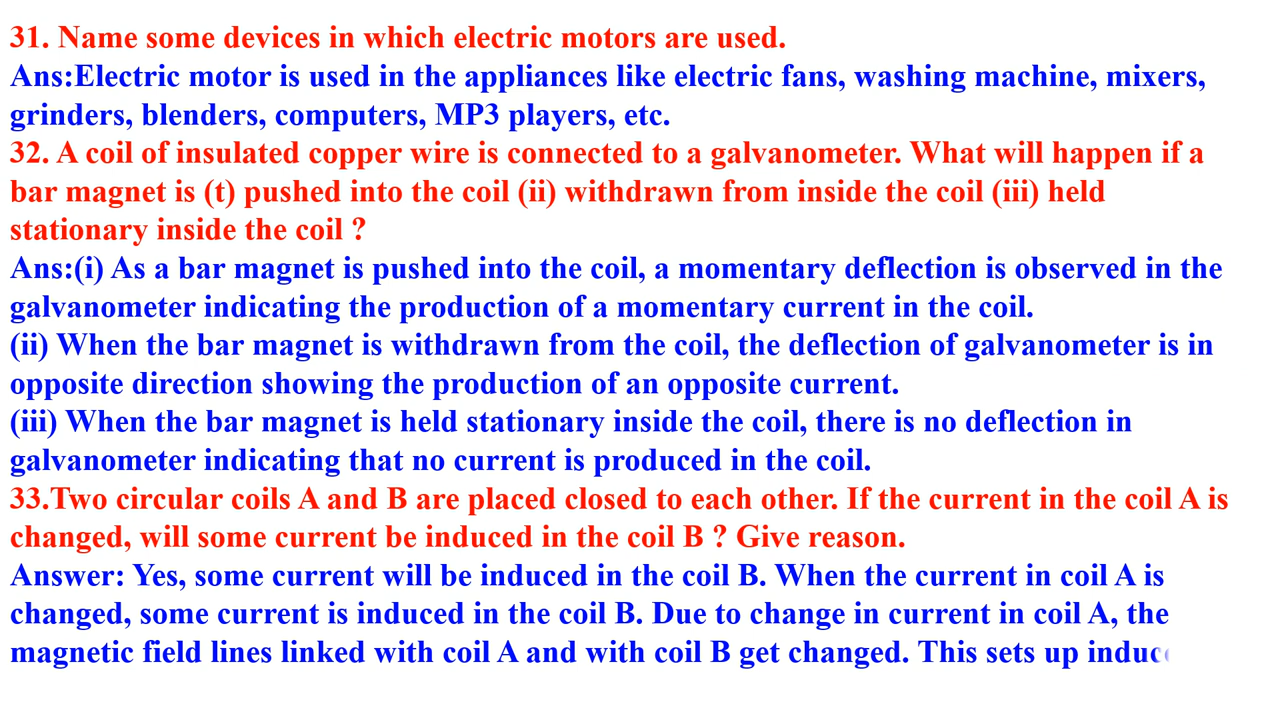 31. Name some devices in which electric motors are used.
Ans:Electric motor is used in the appliances like electric fans, washing machine, mixers,
grinders, blenders, computers, MP3 players, etc.
32. A coil of insulated copper wire is connected to a galvanometer. What will happen if a
bar magnet is (t) pushed into the coil (ii) withdrawn from inside the coil (iii) held
stationary inside the coil ?
Ans:(i) As a bar magnet is pushed into the coil, a momentary deflection is observed in the
galvanometer indicating the production of a momentary current in the coil.
(ii) When the bar magnet is withdrawn from the coil, the deflection of galvanometer is in
opposite direction showing the production of an opposite current.
(iii) When the bar magnet is held stationary inside the coil, there is no deflection in
galvanometer indicating that no current is produced in the coil.
33.Two circular coils A and B are placed closed to each other. If the current in the coil A is
changed, will some current be induced in the coil B ? Give reason.
Answer: Yes, some current will be induced in the coil B. When the current in coil A is
changed, some current is induced in the coil B. Due to change in current in coil A, the
magnetic field lines linked with coil A and with coil B get changed. This sets up